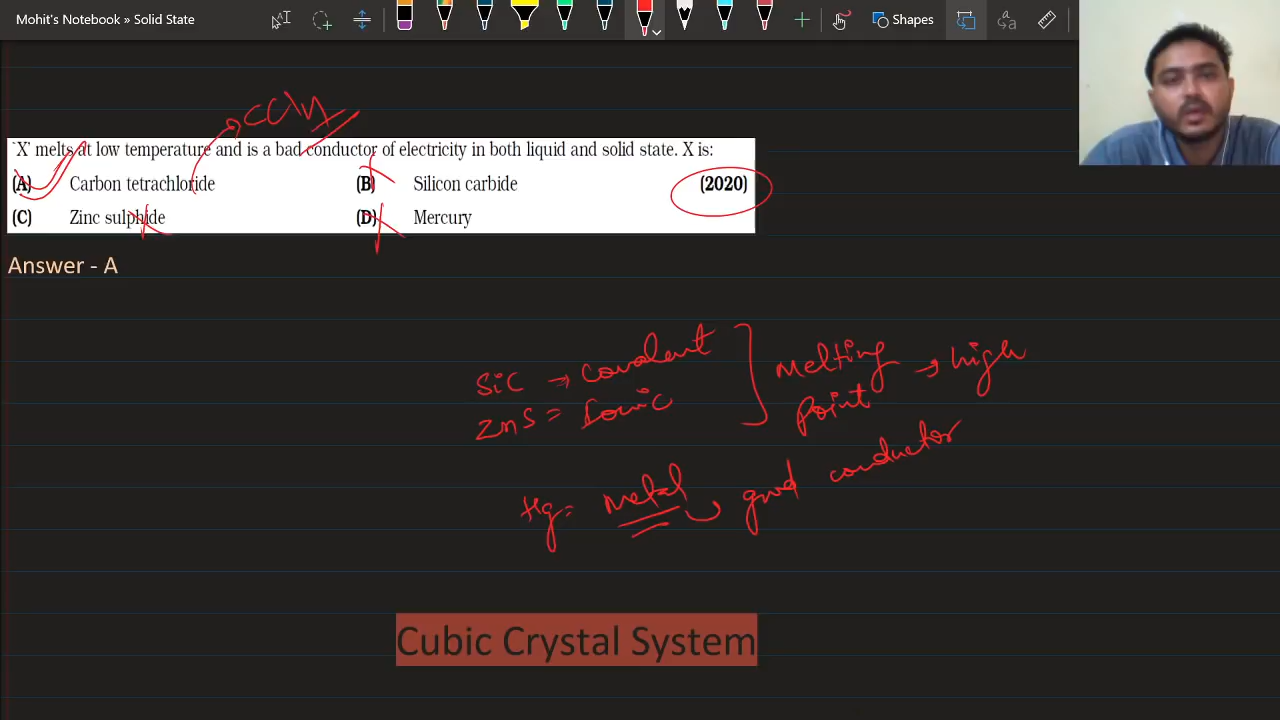 Mohit's Notebook » Solid State
Shapes
CCl4
`X' melts at low temperature and is a bad conductor of electricity in both liquid and solid state. X is:
(A) Carbon tetrachloride (B) Silicon carbide (2020)
(C) Zinc sulphide (D) Mercury
Answer - A
SiC → covalent
ZnS = Ionic
Melting point → high
Hg = Metal good conductor
Cubic Crystal System